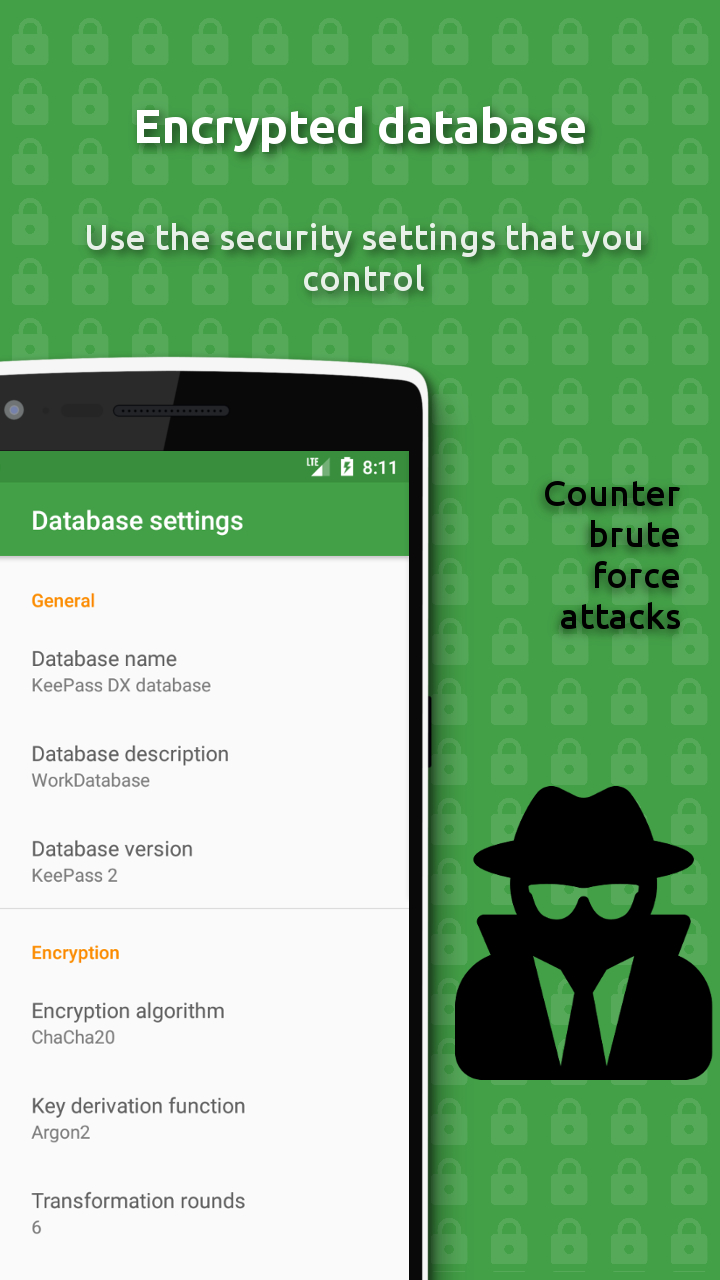 Encrypted database
Use the security settings that you
control
LTE 8:11
Database settings
General
Database name
KeePass DX database
Database description
WorkDatabase
Database version
KeePass 2
Encryption
Encryption algorithm
ChaCha20
Key derivation function
Argon2
Transformation rounds
6
Counter
brute
force
attacks